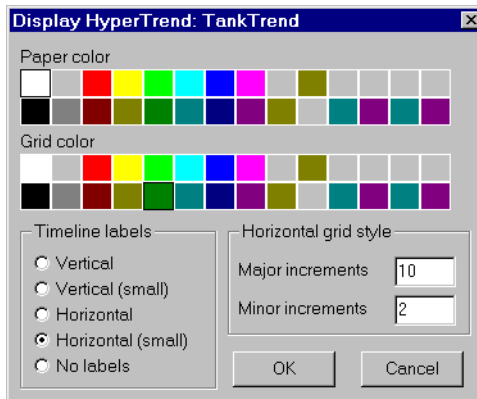 Display HyperTrend: TankTrend
Paper color
Grid color
Timeline labels
Vertical
Vertical (small)
Horizontal
Horizontal (small)
No labels
Horizontal grid style
Major increments 10
Minor increments 2
OK Cancel